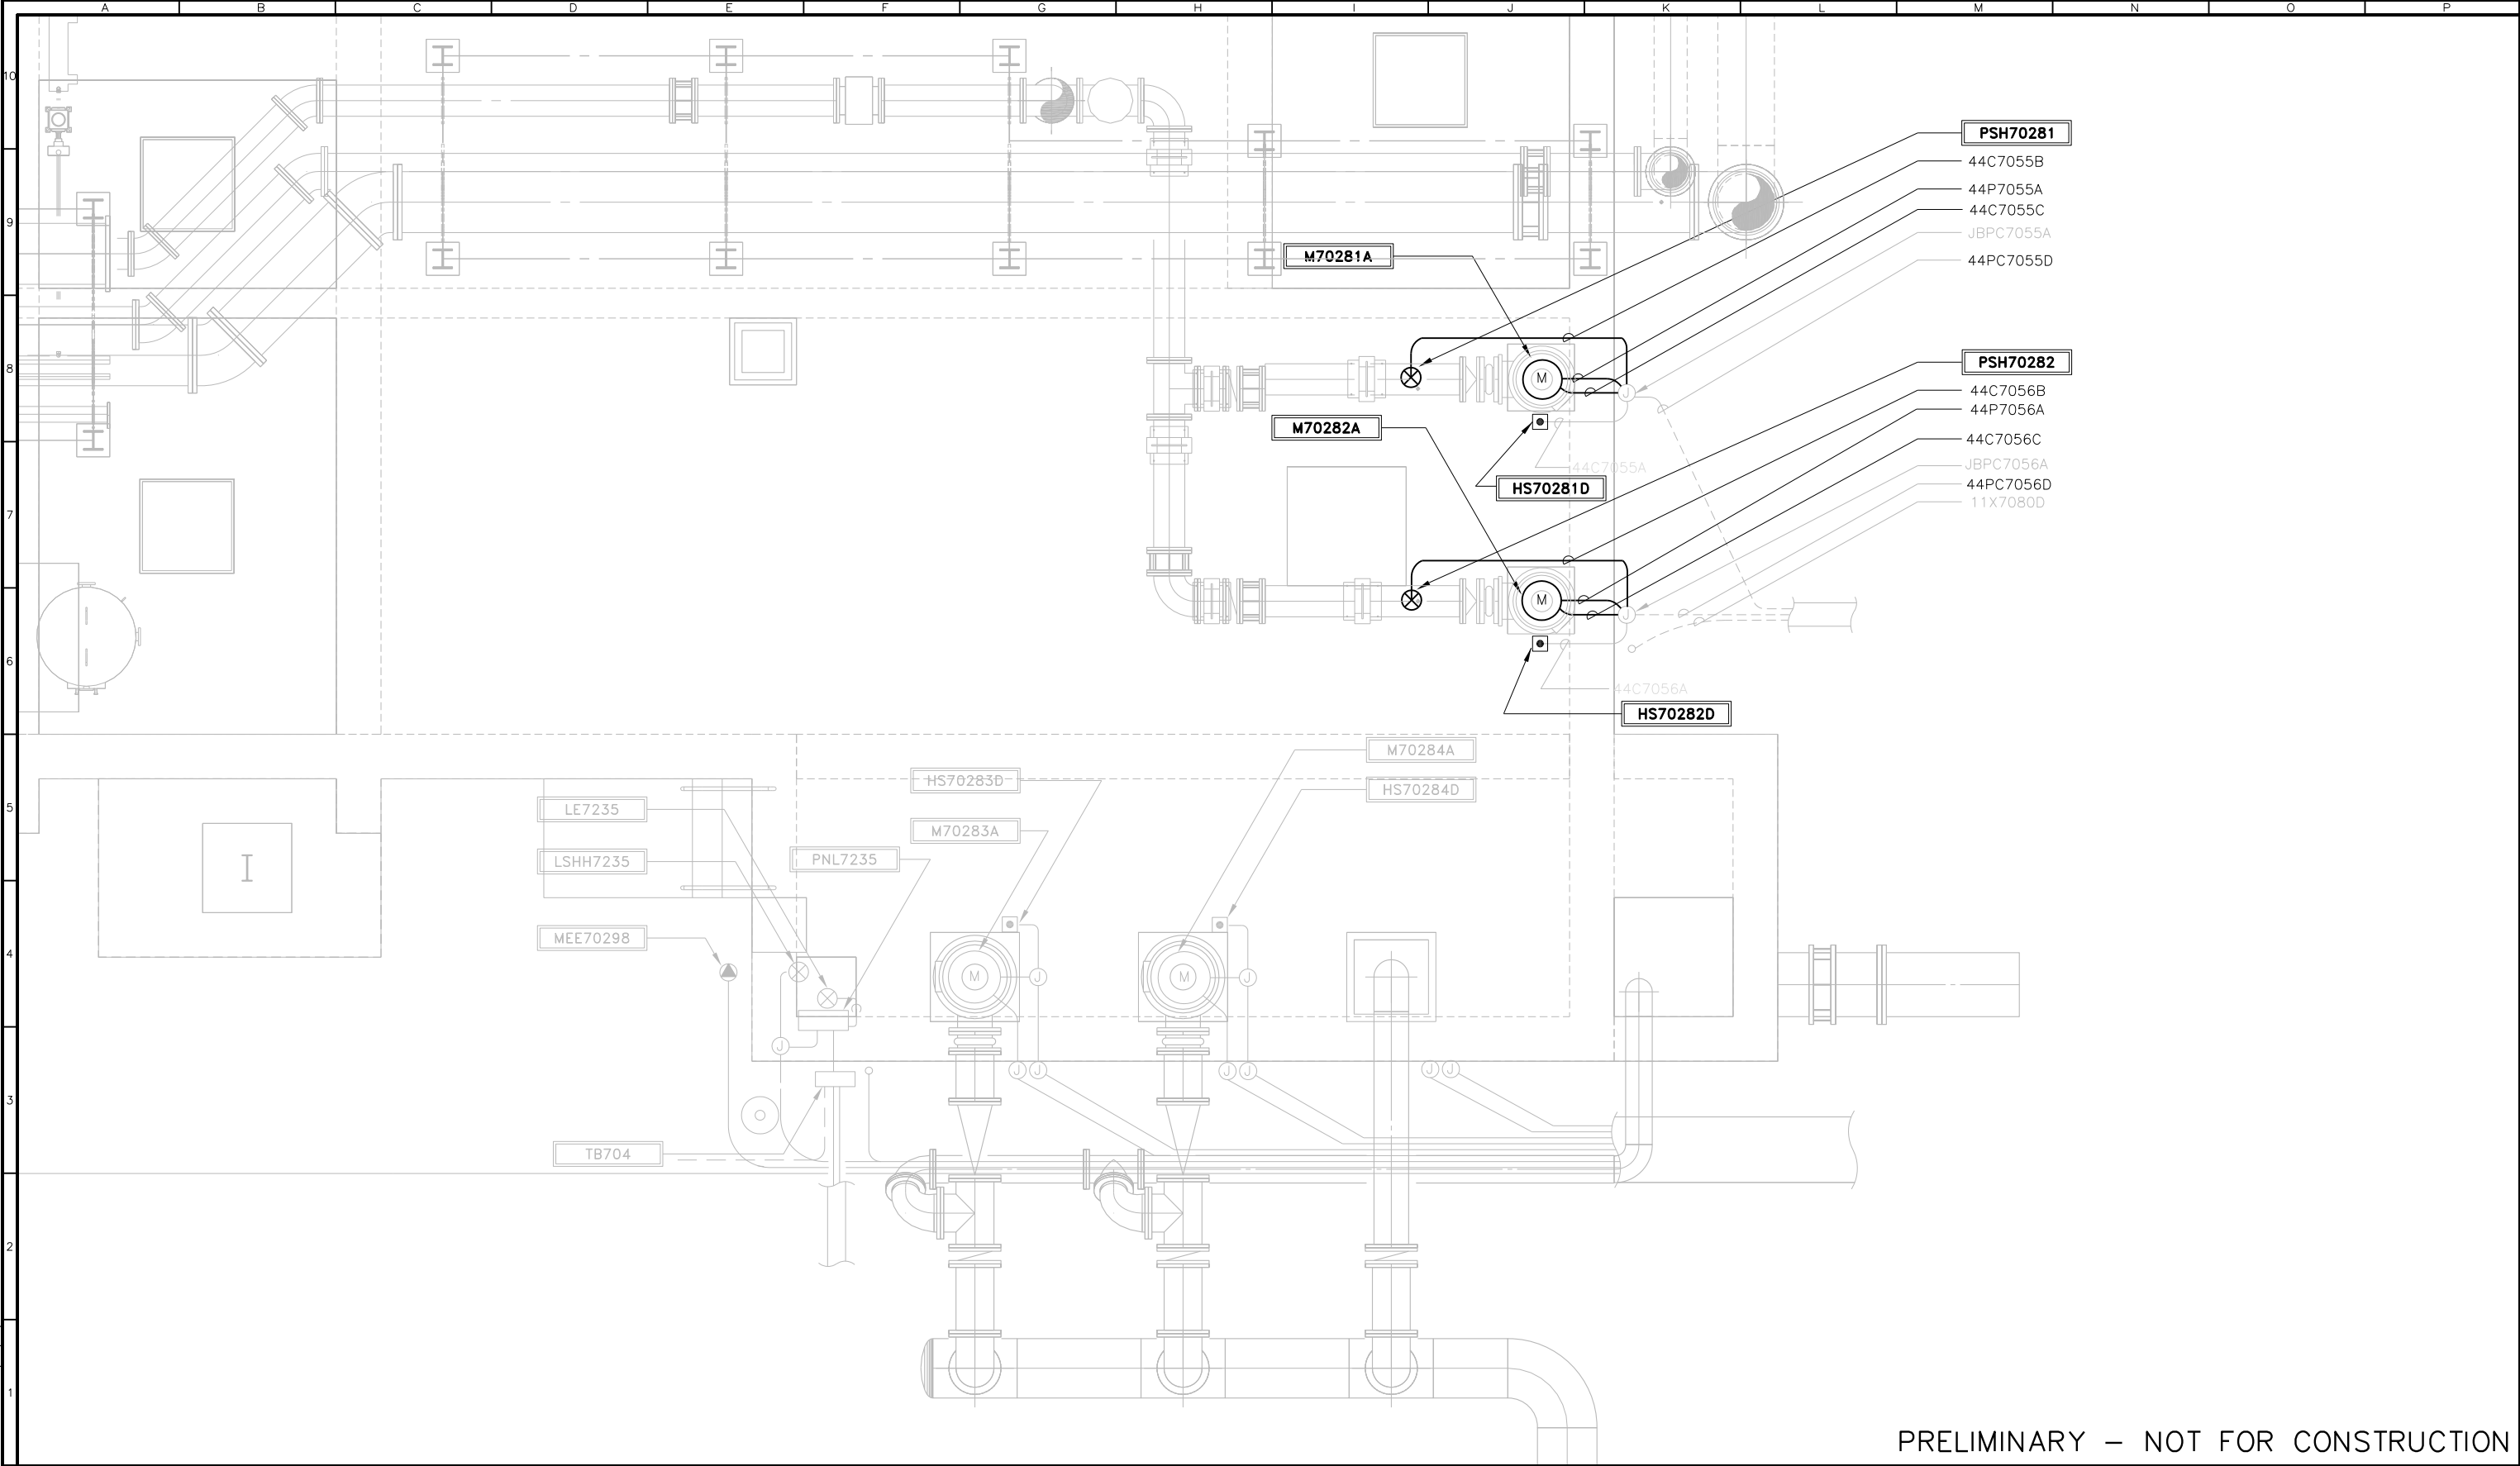 A B C D E F G H I J K L M N O P
10
PSH70281
44C7055B
44P7055A
9
44C7055C
JBPC7055A
M70281A
44PC7055D
PSH70282
8
M
J
44C7056B
44P7056A
M70282A
44C7056C
44C7055A
JBPC7056A
44PC7056D
HS70281D
11X7080D
7
M
J
6
44C7056A
HS70282D
M70284A
HS70283D
HS70284D
5
LE7235
M70283A
PNL7235
LSHH7235
MEE70298
4
M J M J
J
J J J J J J
3
TB704
2
1
PRELIMINARY – NOT FOR CONSTRUCTION